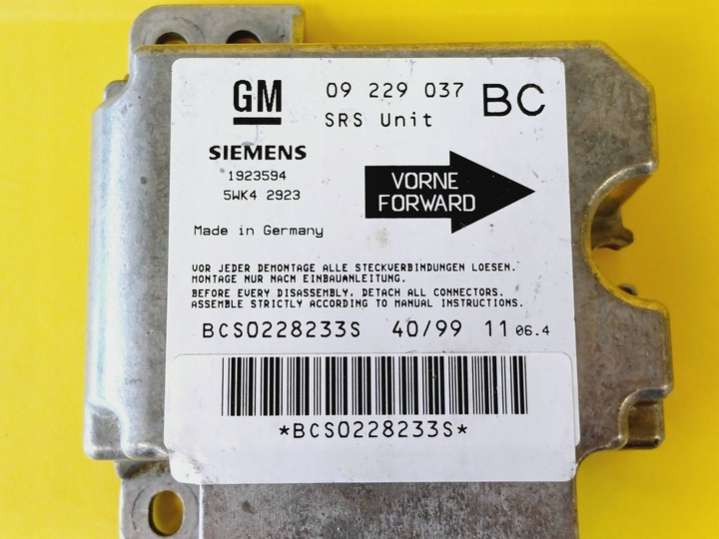 GM 09 229 037 BC
SRS Unit
SIEMENS
1923594
5WK4 2923
VORNE
FORWARD
Made in Germany
VOR JEDER DEMONTAGE ALLE STECKVERBINDUNGEN LOESEN.
MONTAGE NUR NACH EINBAUANLEITUNG.
BEFORE EVERY DISASSEMBLY, DETACH ALL CONNECTORS.
ASSEMBLE STRICTLY ACCORDING TO MANUAL INSTRUCTIONS.
BCS0228233S 40/99 11 06.4
*BCS0228233S*